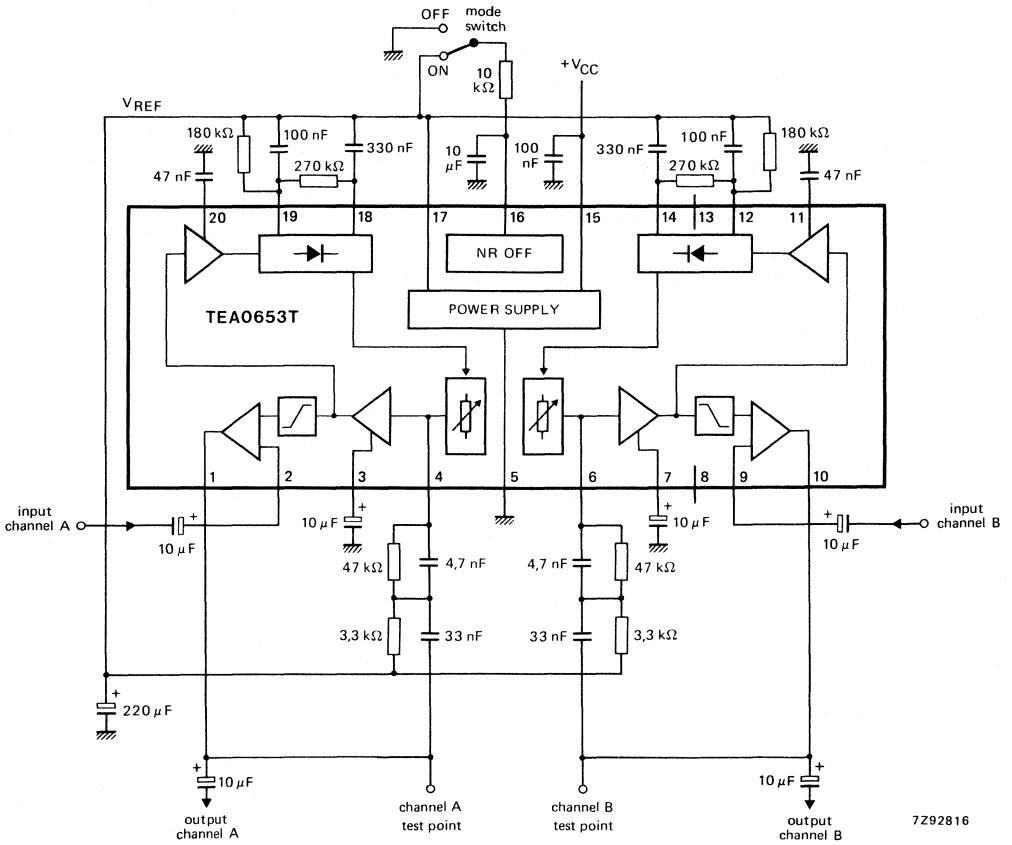 OFF
mode
switch
ON
10
kΩ
+VCC
VREF
180 kΩ
100 nF
330 nF
270 kΩ
47 nF
10
µF
100
nF
330 nF
100 nF
180 kΩ
270 kΩ
47 nF
20
19
18
17
16
15
14
13
12
11
NR OFF
POWER SUPPLY
TEA0653T
1
2
3
4
5
6
7
8
9
10
input
channel A
+
10 µF
10 µF
+
+
10 µF
+
10 µF
input
channel B
47 kΩ
4,7 nF
4,7 nF
47 kΩ
3,3 kΩ
33 nF
33 nF
3,3 kΩ
+
220 µF
+
10 µF
10 µF
+
output
channel A
channel A
test point
channel B
test point
output
channel B
7Z92816